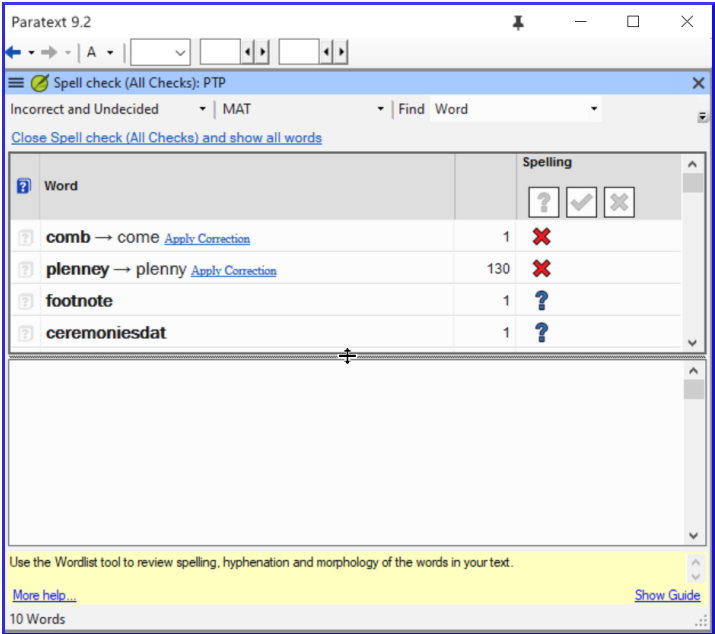 Paratext 9.2
A
Spell check (All Checks): PTP
Incorrect and Undecided MAT Find Word
Close Spell check (All Checks) and show all words
Word Spelling
comb → come Apply Correction 1
plenney → plenny Apply Correction 130
footnote 1
ceremoniesdat 1
Use the Wordlist tool to review spelling, hyphenation and morphology of the words in your text.
More help... Show Guide
10 Words